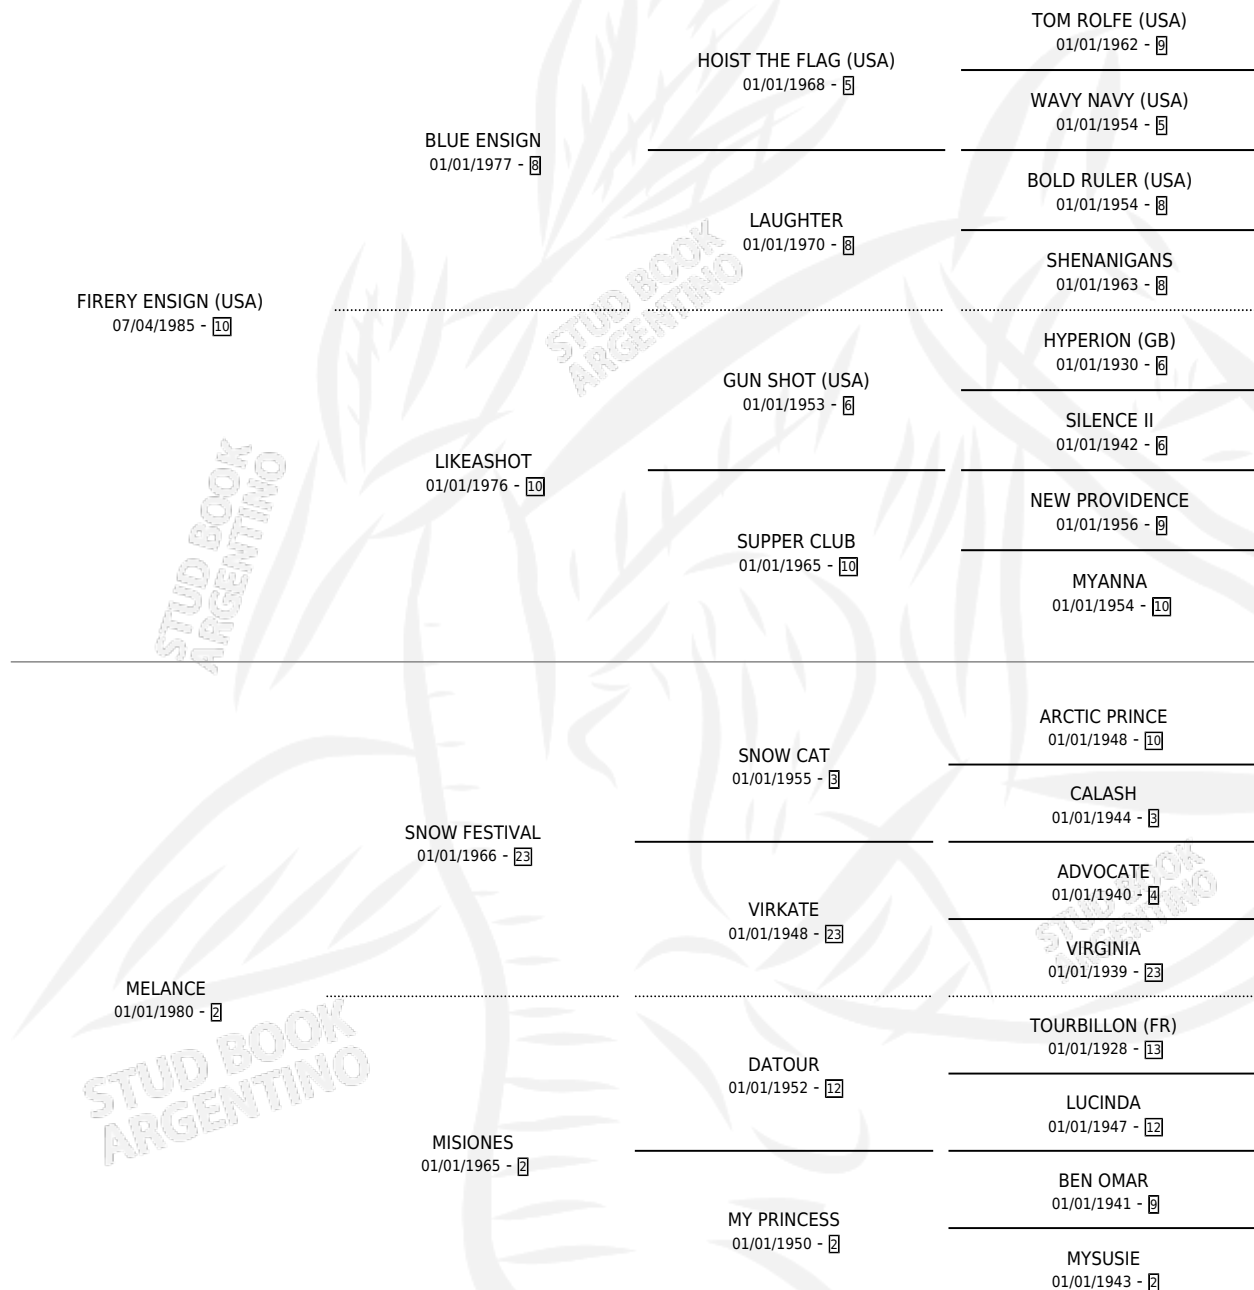 TOM ROLFE (USA)
01/01/1962 - 9
HOIST THE FLAG (USA)
01/01/1968 - 5
WAVY NAVY (USA)
01/01/1954 - 5
BLUE ENSIGN
01/01/1977 - 8
BOLD RULER (USA)
01/01/1954 - 8
LAUGHTER
01/01/1970 - 8
SHENANIGANS
01/01/1963 - 8
FIRERY ENSIGN (USA)
07/04/1985 - 10
HYPERION (GB)
01/01/1930 - 6
GUN SHOT (USA)
01/01/1953 - 6
SILENCE II
01/01/1942 - 6
LIKEASHOT
01/01/1976 - 10
NEW PROVIDENCE
01/01/1956 - 9
SUPPER CLUB
01/01/1965 - 10
MYANNA
01/01/1954 - 10
ARCTIC PRINCE
01/01/1948 - 10
SNOW CAT
01/01/1955 - 3
CALASH
01/01/1944 - 3
SNOW FESTIVAL
01/01/1966 - 23
ADVOCATE
01/01/1940 - 4
VIRKATE
01/01/1948 - 23
VIRGINIA
01/01/1939 - 23
MELANCE
01/01/1980 - 2
TOURBILLON (FR)
01/01/1928 - 13
DATOUR
01/01/1952 - 12
LUCINDA
01/01/1947 - 12
MISIONES
01/01/1965 - 2
BEN OMAR
01/01/1941 - 9
MY PRINCESS
01/01/1950 - 2
MYSUSIE
01/01/1943 - 2
STUD BOOK
ARGENTINO
STUD BOOK
ARGENTINO
STUD BOOK
ARGENTINO
STUD BOOK
ARGENTINO